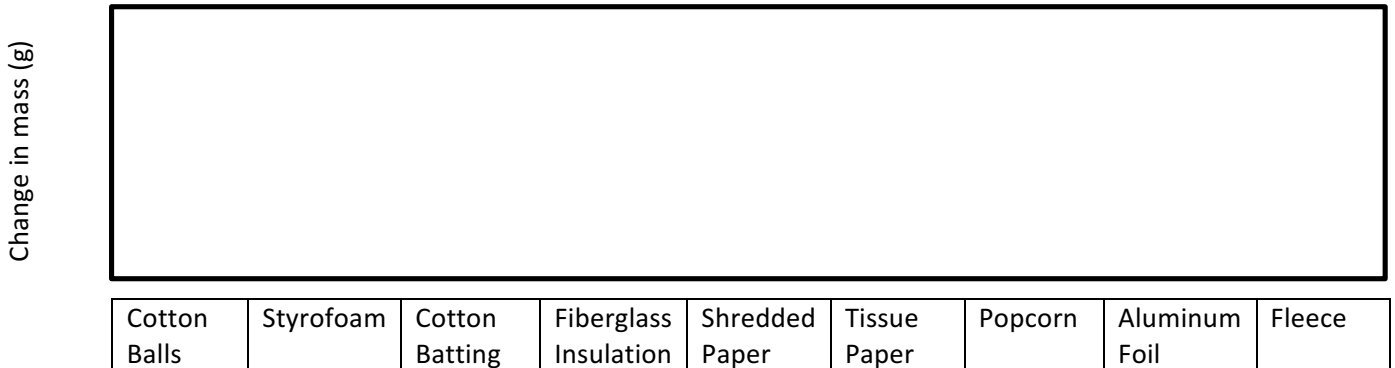 Change in mass (g)
Cotton Balls
Styrofoam
Cotton Batting
Fiberglass Insulation
Shredded Paper
Tissue Paper
Popcorn
Aluminum Foil
Fleece